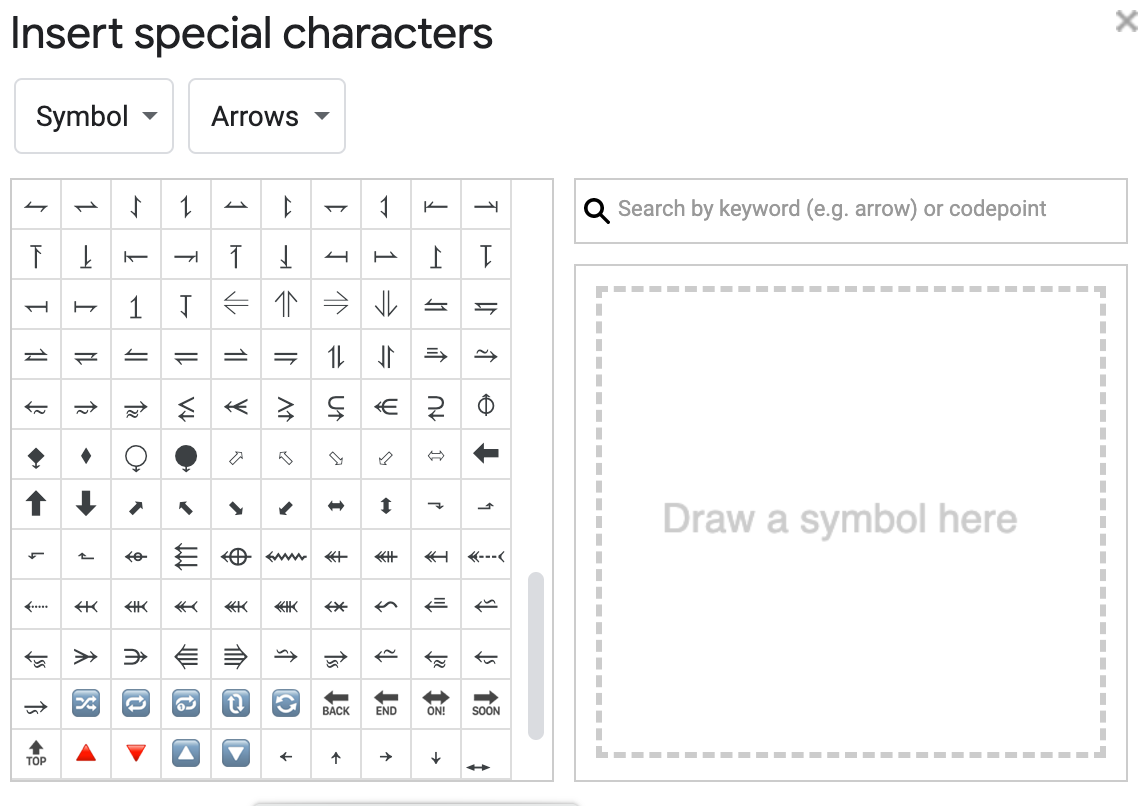 Insert special characters
Symbol
Arrows
Search by keyword (e.g. arrow) or codepoint
Draw a symbol here
BACK
END
ON!
SOON
TOP